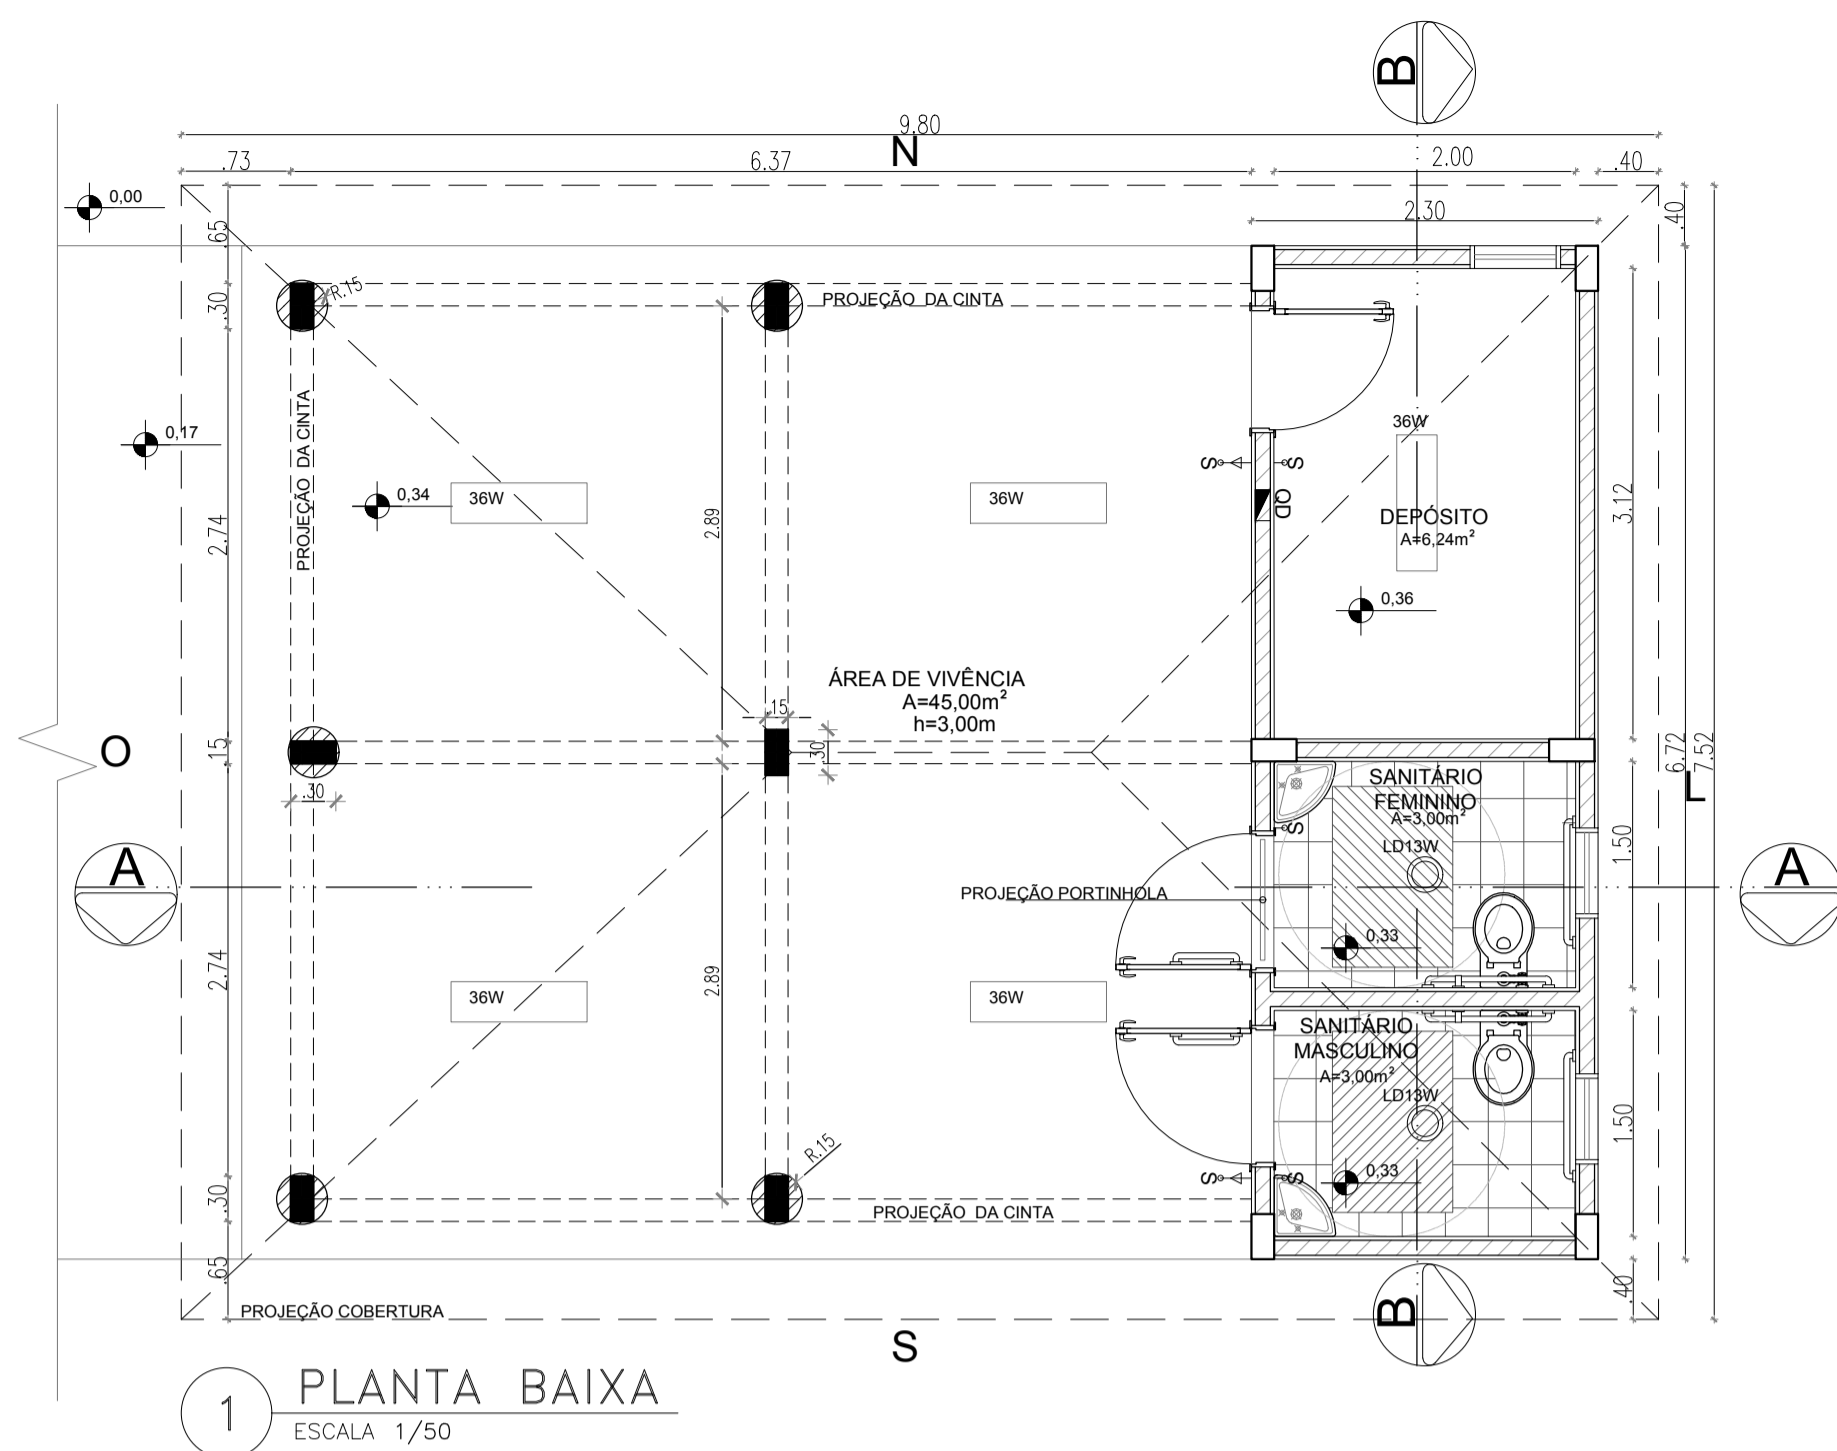 B
9.80
N
.73
6.37
2.00
.40
0,00
2.30
.40
.65
.30
R.15
PROJEÇÃO DA CINTA
PROJEÇÃO DA CINTA
0,17
0,34
36W
36W
36W
S
S
QD
2.74
2.89
3.12
DEPÓSITO
A=6,24m²
0,36
ÁREA DE VIVÊNCIA
A=45,00m²
h=3,00m
.15
.30
O
.15
.30
6.72
7.52
L
SANITÁRIO
FEMININO
A=3,00m²
LD13W
S
1.50
A
A
PROJEÇÃO PORTINHOLA
0,33
2.74
2.89
36W
36W
SANITÁRIO
MASCULINO
A=3,00m²
LD13W
1.50
R.15
S
S
0,33
.30
PROJEÇÃO DA CINTA
.65
.40
PROJEÇÃO COBERTURA
B
S
1
PLANTA BAIXA
ESCALA 1/50